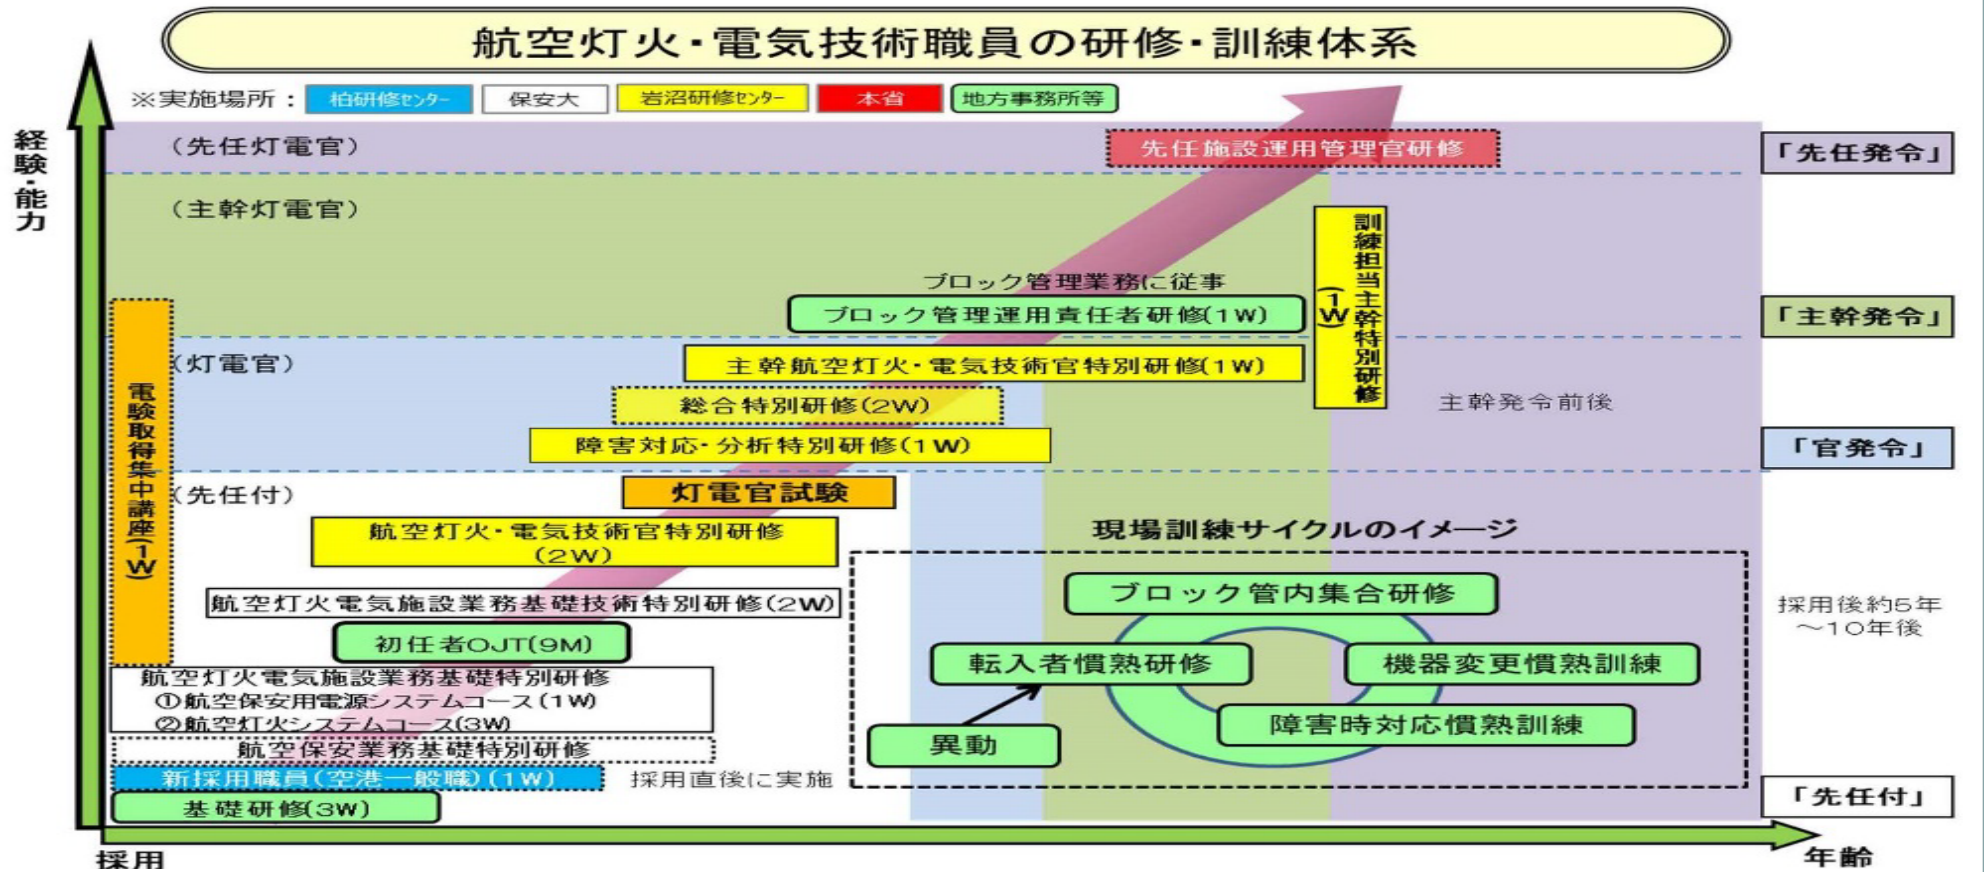 航空灯火・電気技術職員の研修・訓練体系
※実施場所：
柏研修センター
保安大
岩沼研修センター
本省
地方事務所等
経験・能力
(先任灯電官)
先任施設運用管理官研修
「先任発令」
(主幹灯電官)
訓練担当主幹特別研修
(1W)
ブロック管理業務に従事
ブロック管理運用責任者研修(1W)
「主幹発令」
(灯電官)
主幹航空灯火・電気技術官特別研修(1W)
総合特別研修(2W)
主幹発令前後
障害対応・分析特別研修(1W)
「官発令」
電験取得集中講座(1W)
(先任付)
灯電官試験
航空灯火・電気技術官特別研修
(2W)
現場訓練サイクルのイメージ
ブロック管内集合研修
航空灯火電気施設業務基礎技術特別研修(2W)
採用後約5年
～10年後
初任者OJT(9M)
転入者慣熟研修
機器変更慣熟訓練
航空灯火電気施設業務基礎特別研修
①航空保安用電源システムコース(1W)
②航空灯火システムコース(3W)
障害時対応慣熟訓練
異動
航空保安業務基礎特別研修
新採用職員(空港一般職)(1W)
採用直後に実施
基礎研修(3W)
「先任付」
採用
年齢